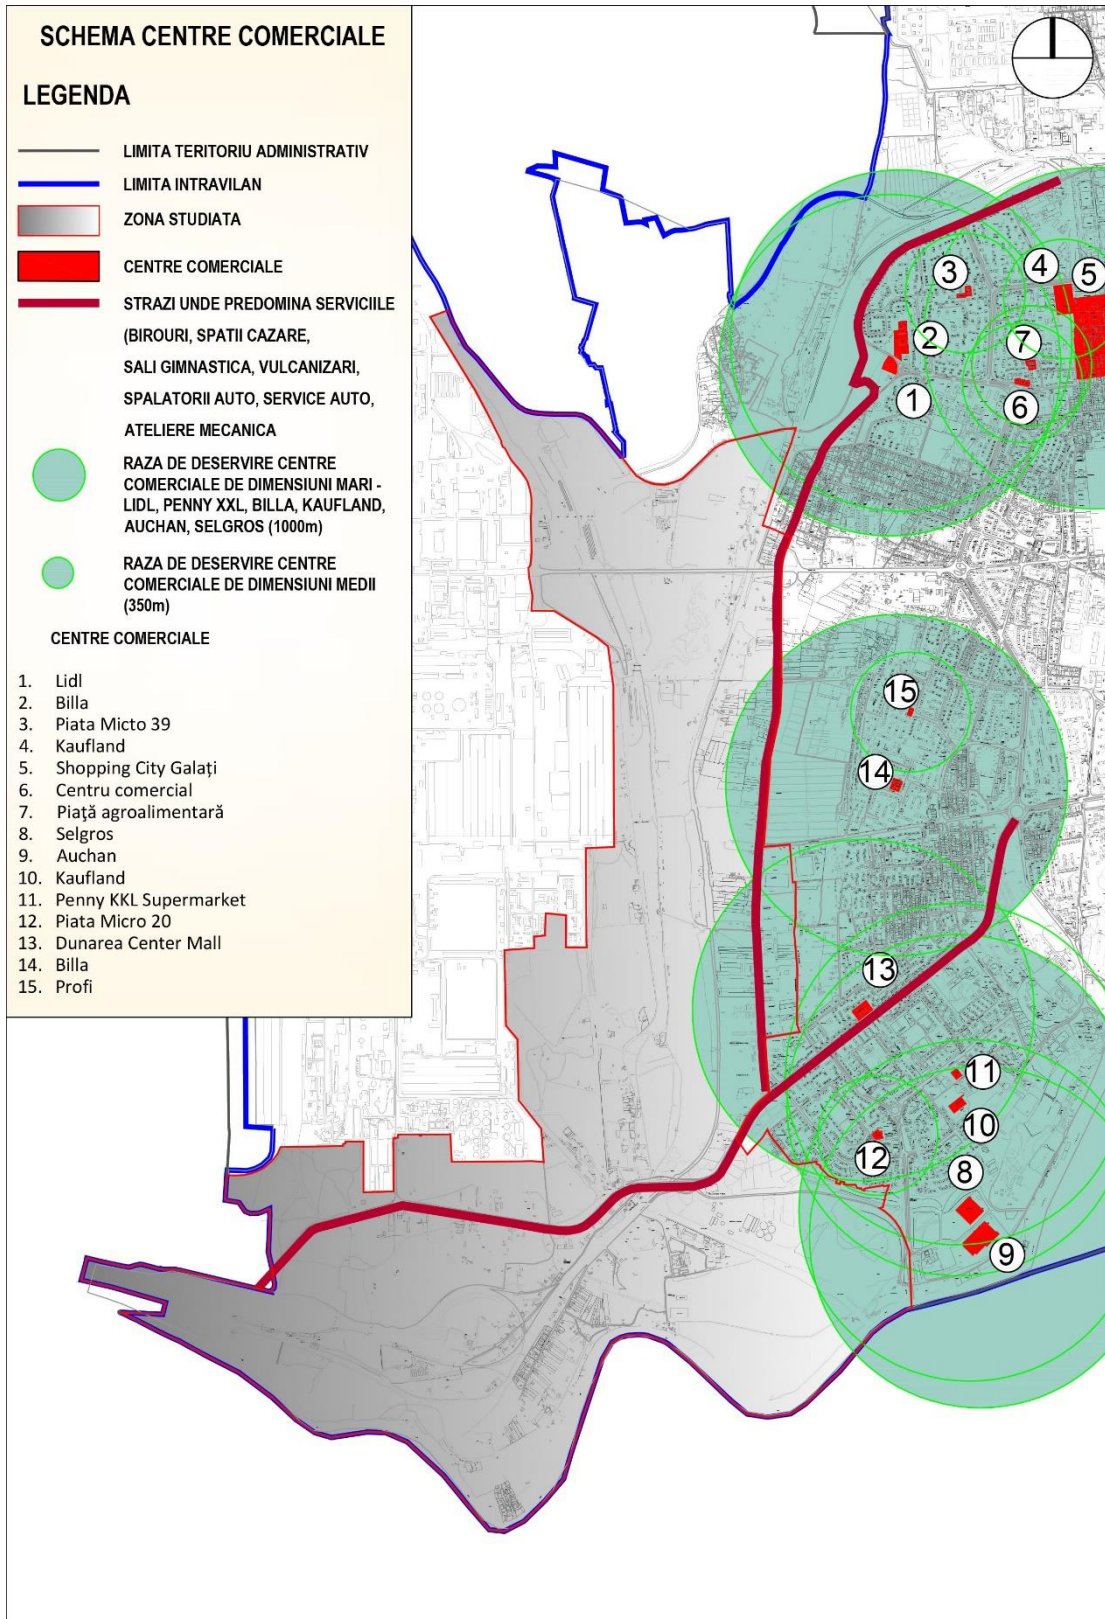 SCHEMA CENTRE COMERCIALE
LEGENDA
LIMITA TERITORIU ADMINISTRATIV
LIMITA INTRAVILAN
ZONA STUDIATA
CENTRE COMERCIALE
STRAZI UNDE PREDOMINA SERVICIILE
(BIROURI, SPATII CAZARE,
SALI GIMNASTICA, VULCANIZARI,
SPALATORII AUTO, SERVICE AUTO,
ATELIERE MECANICA
RAZA DE DESERVIRE CENTRE
COMERCIALE DE DIMENSIUNI MARI -
LIDL, PENNY XXL, BILLA, KAUFLAND,
AUCHAN, SELGROS (1000m)
RAZA DE DESERVIRE CENTRE
COMERCIALE DE DIMENSIUNI MEDII
(350m)
CENTRE COMERCIALE
1. Lidl
2. Billa
3. Piata Micto 39
4. Kaufland
5. Shopping City Galați
6. Centru comercial
7. Piaţă agroalimentară
8. Selgros
9. Auchan
10. Kaufland
11. Penny KKL Supermarket
12. Piata Micro 20
13. Dunarea Center Mall
14. Billa
15. Profi
3
4
5
2
7
1
6
15
14
13
11
10
12
8
9